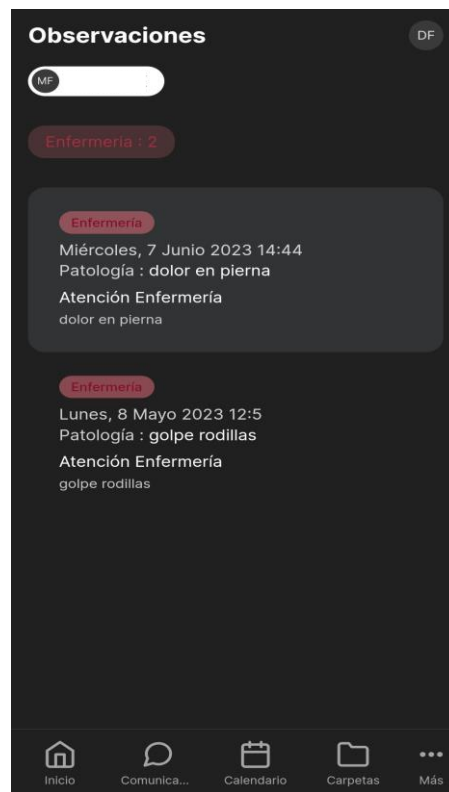 Observaciones
DF
MF
Enfermería : 2
Enfermería
Miércoles, 7 Junio 2023 14:44
Patología : dolor en pierna
Atención Enfermería
dolor en pierna
Enfermería
Lunes, 8 Mayo 2023 12:5
Patología : golpe rodillas
Atención Enfermería
golpe rodillas
Inicio
Comunica...
Calendario
Carpetas
Más